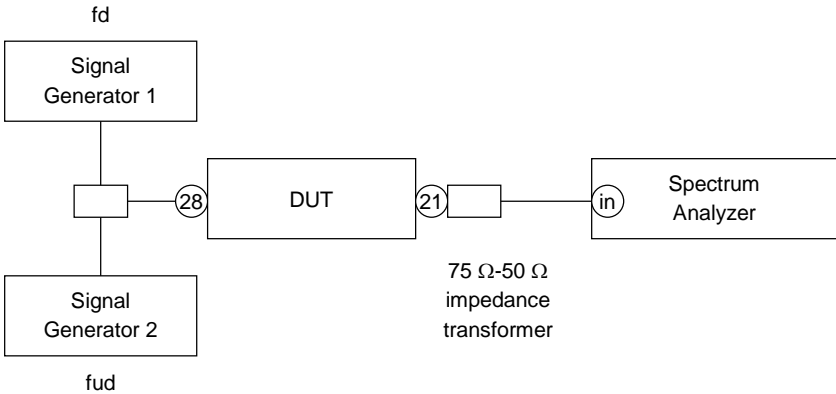 fd
Signal
Generator 1
28
DUT
21
in
Spectrum
Analyzer
75 Ω-50 Ω
impedance
transformer
Signal
Generator 2
fud